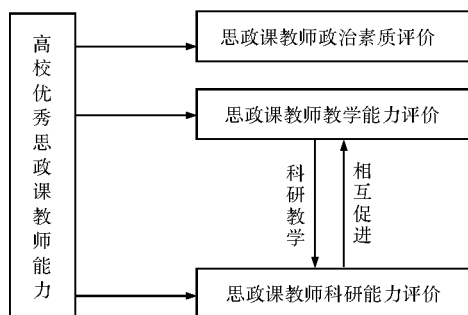 高校优秀思政课教师能力
思政课教师政治素质评价
思政课教师教学能力评价
科研教学
相互促进
思政课教师科研能力评价